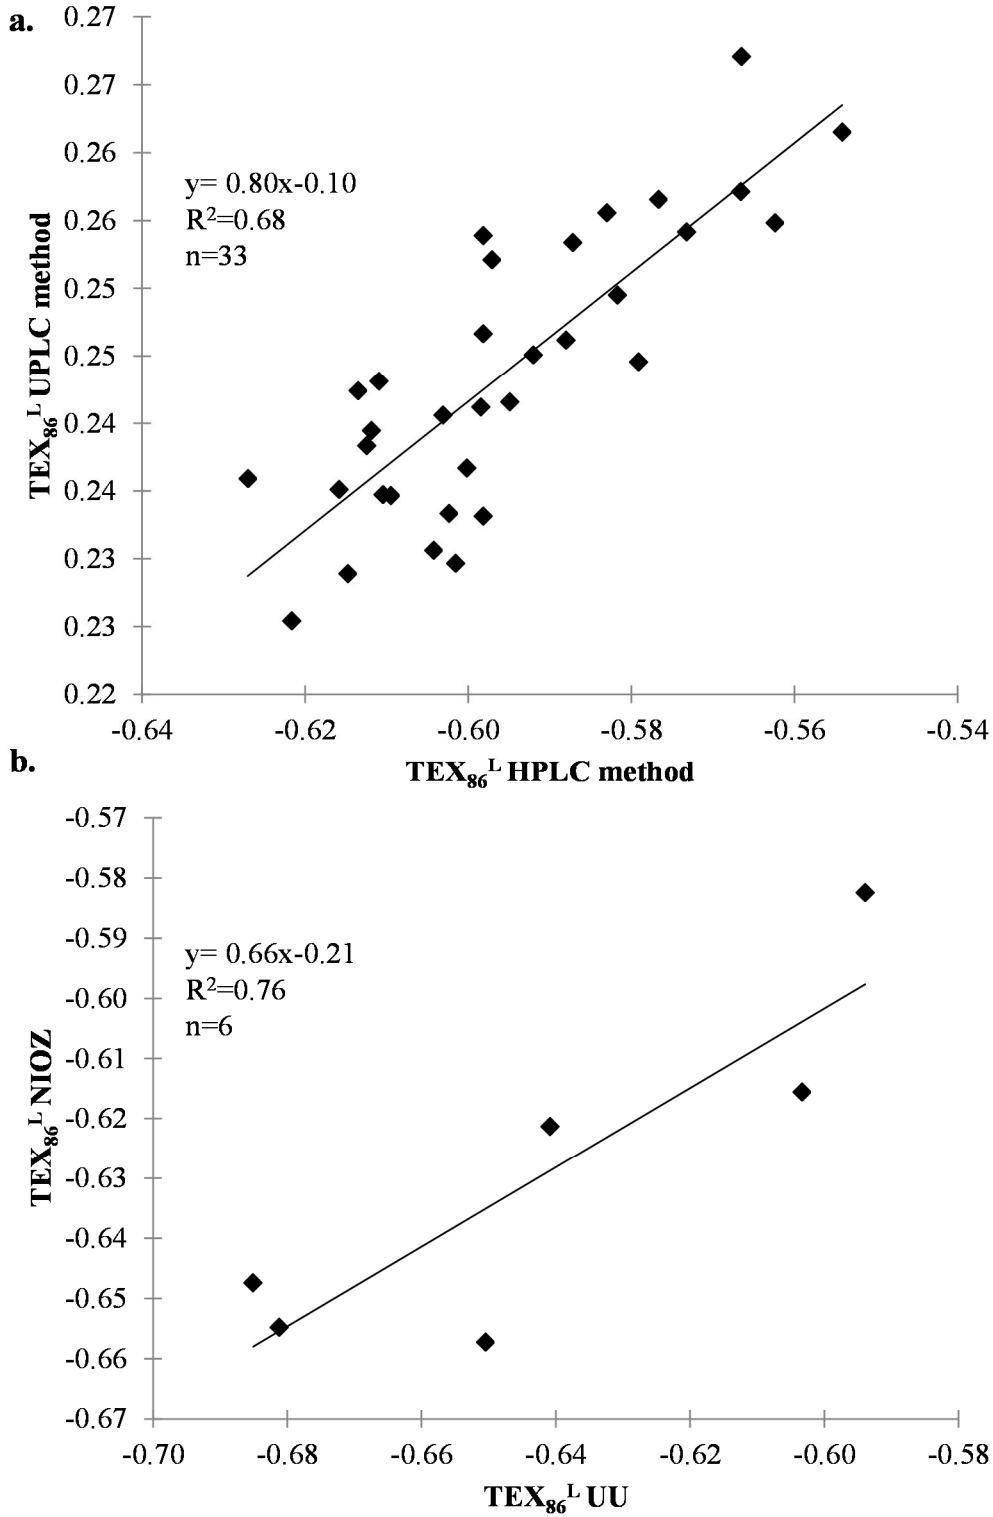 a.
0.27
0.27
0.26
0.26
0.25
0.25
0.24
0.24
0.23
0.23
0.22
TEX86^L UPLC method
y= 0.80x-0.10
R²=0.68
n=33
-0.64 -0.62 -0.60 -0.58 -0.56 -0.54
TEX86^L HPLC method
b.
-0.57
-0.58
-0.59
-0.60
-0.61
-0.62
-0.63
-0.64
-0.65
-0.66
-0.67
TEX86^L NIOZ
y= 0.66x-0.21
R²=0.76
n=6
-0.70 -0.68 -0.66 -0.64 -0.62 -0.60 -0.58
TEX86^L UU